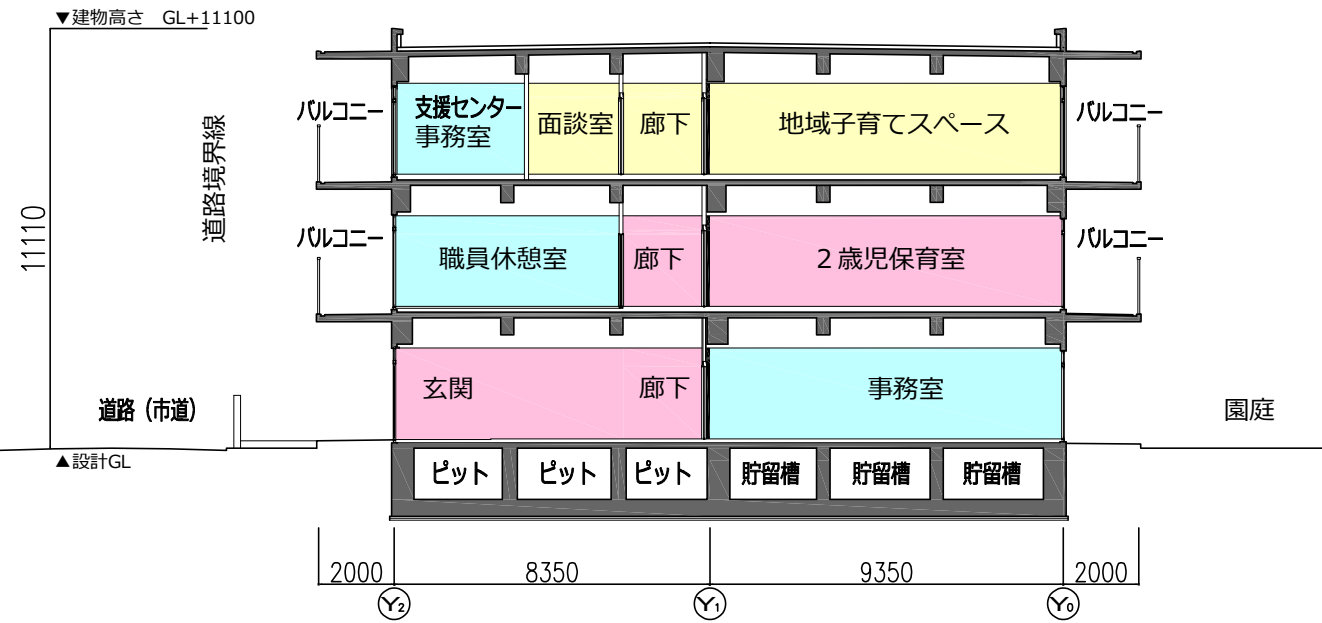 ▼建物高さ GL+11100
バルコニー
支援センター
事務室
面談室
廊下
地域子育てスペース
バルコニー
道路境界線
11110
バルコニー
職員休憩室
廊下
２歳児保育室
バルコニー
玄関
廊下
事務室
道路（市道）
園庭
▲設計GL
ピット
ピット
ピット
貯留槽
貯留槽
貯留槽
2000
8350
9350
2000
Y2
Y1
Y0